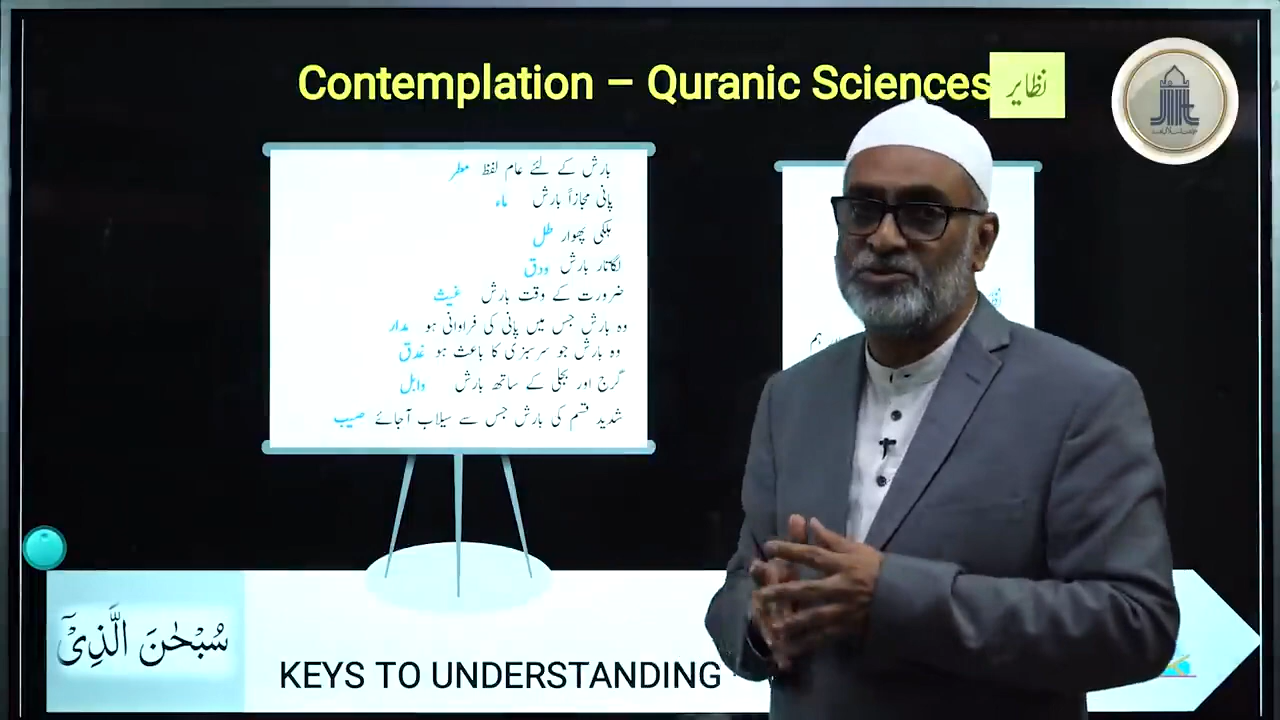 Contemplation – Quranic Sciences
نظایر
بارش کے لئے عام لفظ مطر
پانی مجازاً بارش ماء
ہلکی پھوار طل
لگاتار بارش ودق
ضرورت کے وقت بارش غیث
وہ بارش جس میں پانی کی فراوانی ہو مدار
وہ بارش جو سرسبزی کا باعث ہو غدق
گرج اور بجلی کے ساتھ بارش وابل
شدید قسم کی بارش جس سے سیلاب آجائے صیب
ہم
سُبْحٰنَ الَّذِیْۤ
KEYS TO UNDERSTANDING